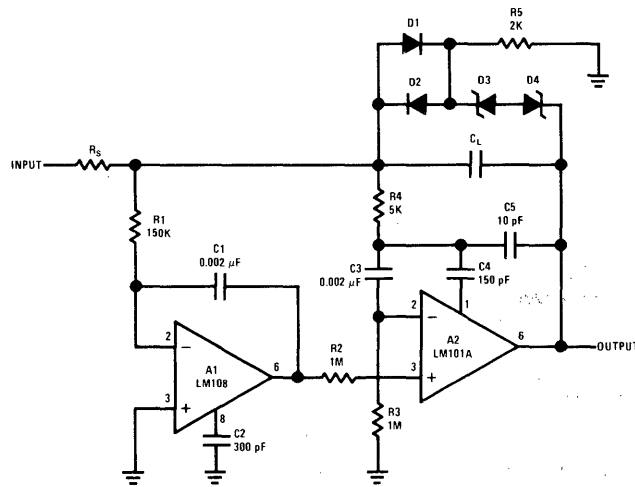 R5
2K
D1
D2
D3
D4
INPUT
RS
CL
R1
150K
R4
5K
C5
10 pF
C1
0.002 μF
C3
0.002 μF
C4
150 pF
1
2
2
A1
LM108
6
R2
1M
A2
LM101A
6
OUTPUT
3
3
8
C2
300 pF
R3
1M